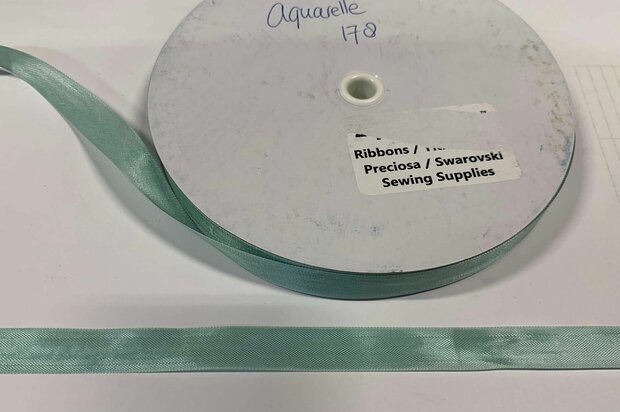 Aquarelle
178
Ribbons /
Preciosa / Swarovski
Sewing Supplies